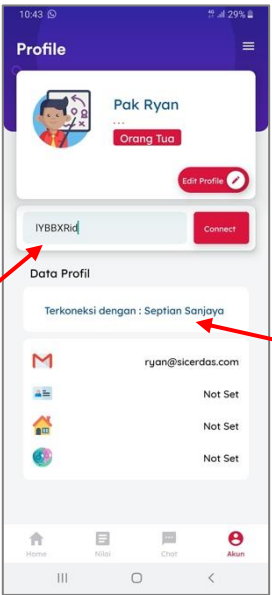 10:43
29%
Profile
Pak Ryan
...
Orang Tua
Edit Profile
IYBBXRid
Connect
Data Profil
Terkoneksi dengan : Septian Sanjaya
ryan@sicerdas.com
Not Set
Not Set
Not Set
Home
Nilai
Chat
Akun